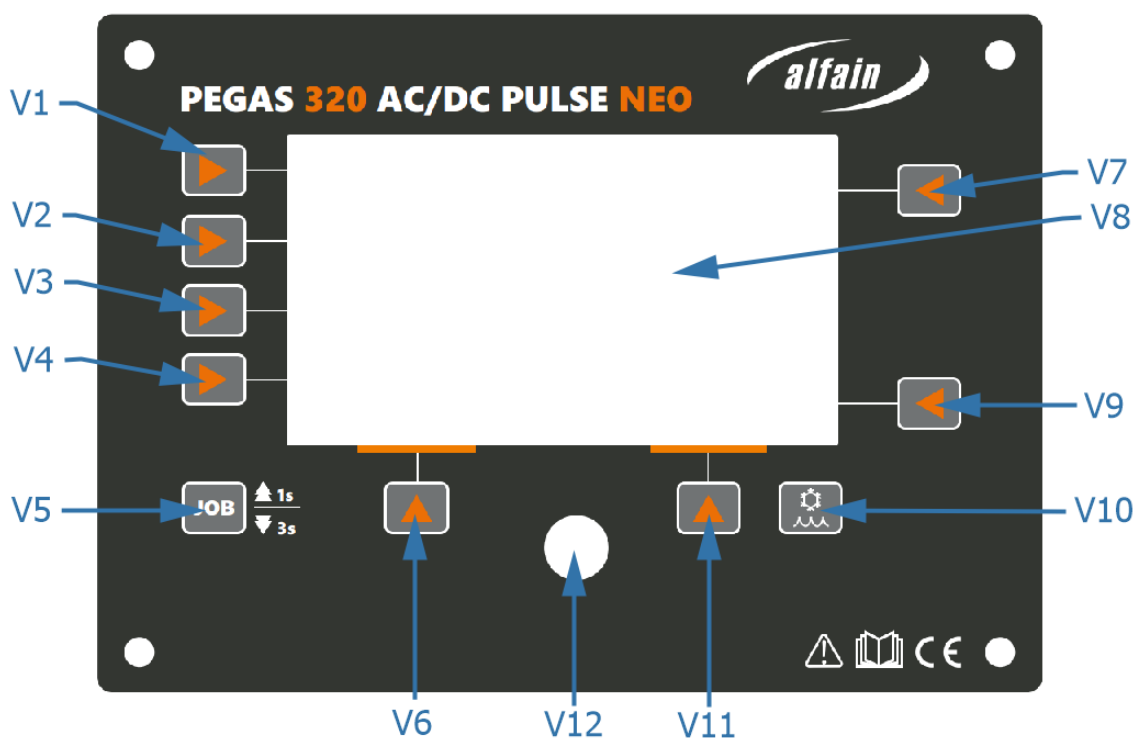 alfain
PEGAS 320 AC/DC PULSE NEO
V1
V2
V3
V4
V5
V7
V8
V9
V10
JOB
1s
3s
CE
V6
V12
V11